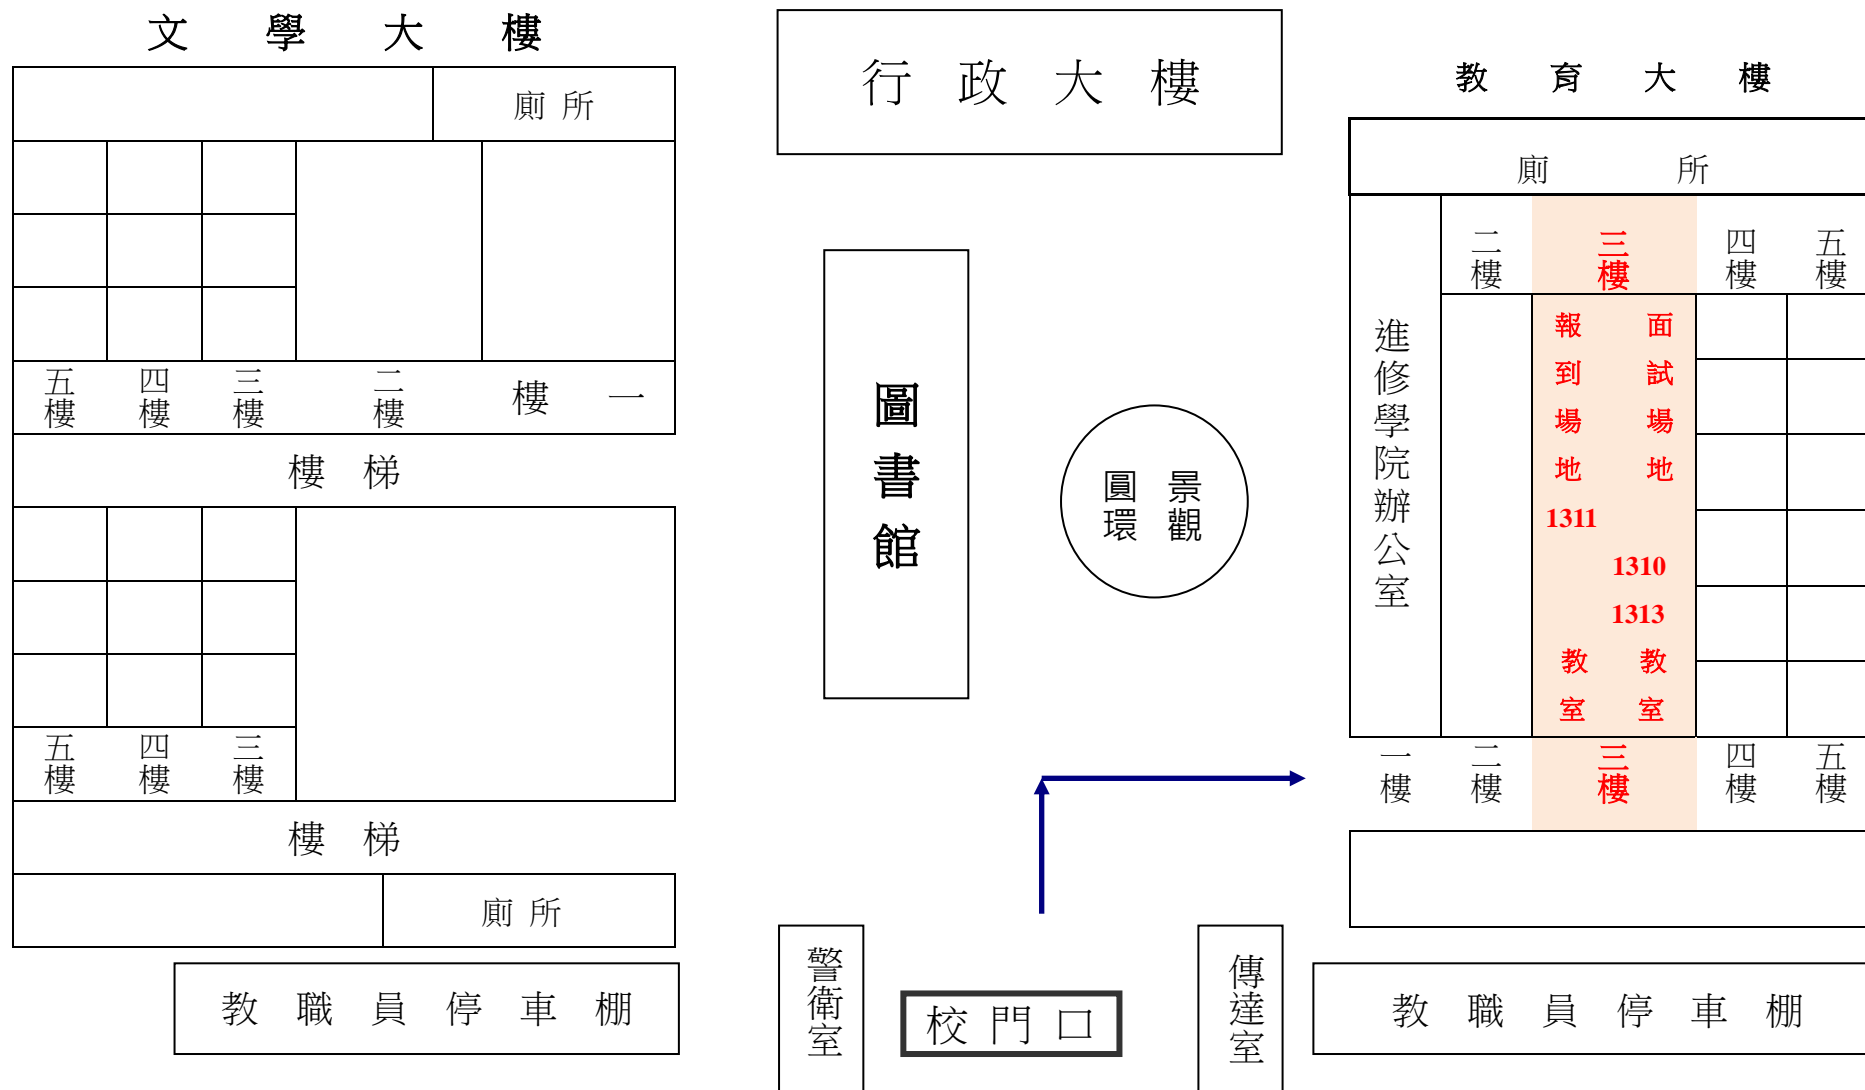 文學大樓
廁所
五樓
四樓
三樓
二樓
樓一
樓梯
五樓
四樓
三樓
樓梯
廁所
教職員停車棚
行政大樓
圖書館
圓環
景觀
警衛室
校門口
傳達室
教育大樓
廁所
進修學院辦公室
二樓
三樓
四樓
五樓
報到場地
1311
教室
面試場地
1310
1313
教室
一樓
二樓
三樓
四樓
五樓
教職員停車棚